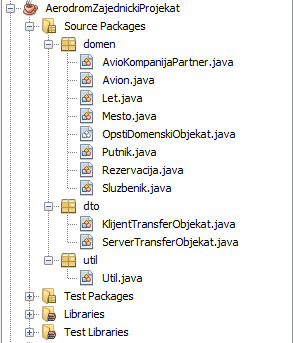 AerodromZajednickiProjekat
Source Packages
domen
AvioKompanijaPartner.java
Avion.java
Let.java
Mesto.java
OpstiDomenskiObjekat.java
Putnik.java
Rezervacija.java
Sluzbenik.java
dto
KlijentTransferObjekat.java
ServerTransferObjekat.java
util
Util.java
Test Packages
Libraries
Test Libraries